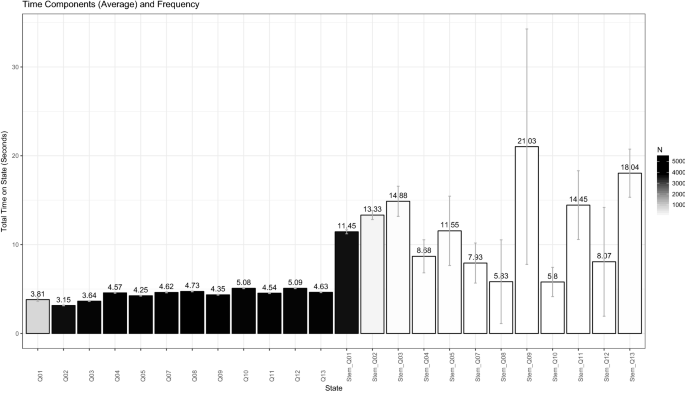 Time Components (Average) and Frequency
Total Time on State (Seconds)
30
20
10
0
3.81
3.15
3.64
4.57
4.25
4.62
4.73
4.35
5.08
4.54
5.09
4.63
11.45
13.33
14.88
8.68
11.55
7.93
5.83
21.03
5.8
14.45
8.07
18.04
N
5000
4000
3000
2000
1000
Q01
Q02
Q03
Q04
Q05
Q07
Q08
Q09
Q10
Q11
Q12
Q13
Stem_Q01
Stem_Q02
Stem_Q03
Stem_Q04
Stem_Q05
Stem_Q07
Stem_Q08
Stem_Q09
Stem_Q10
Stem_Q11
Stem_Q12
Stem_Q13
State